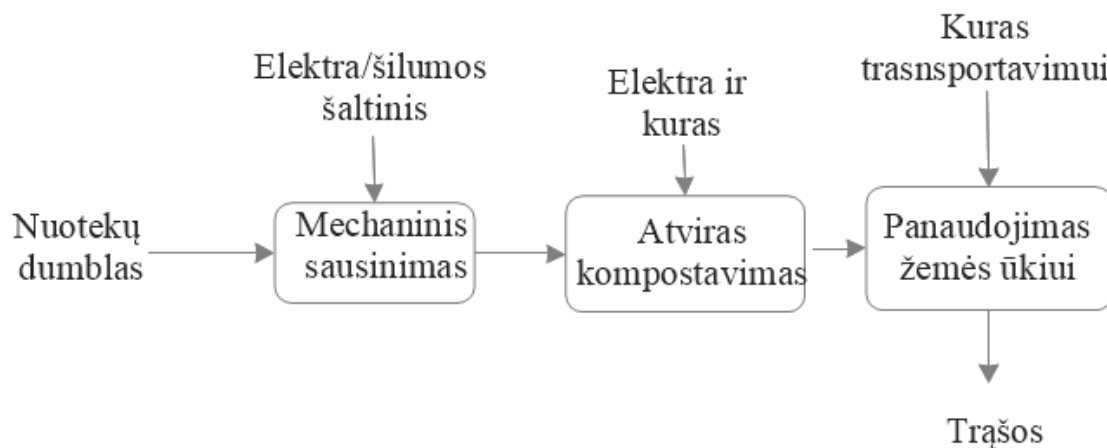 Elektra/šilumos
šaltinis
Elektra ir
kuras
Kuras
trasnsportavimui
Nuotekų
dumblas
Mechaninis
sausinimas
Atviras
kompostavimas
Panaudojimas
žemės ūkiui
Trąšos